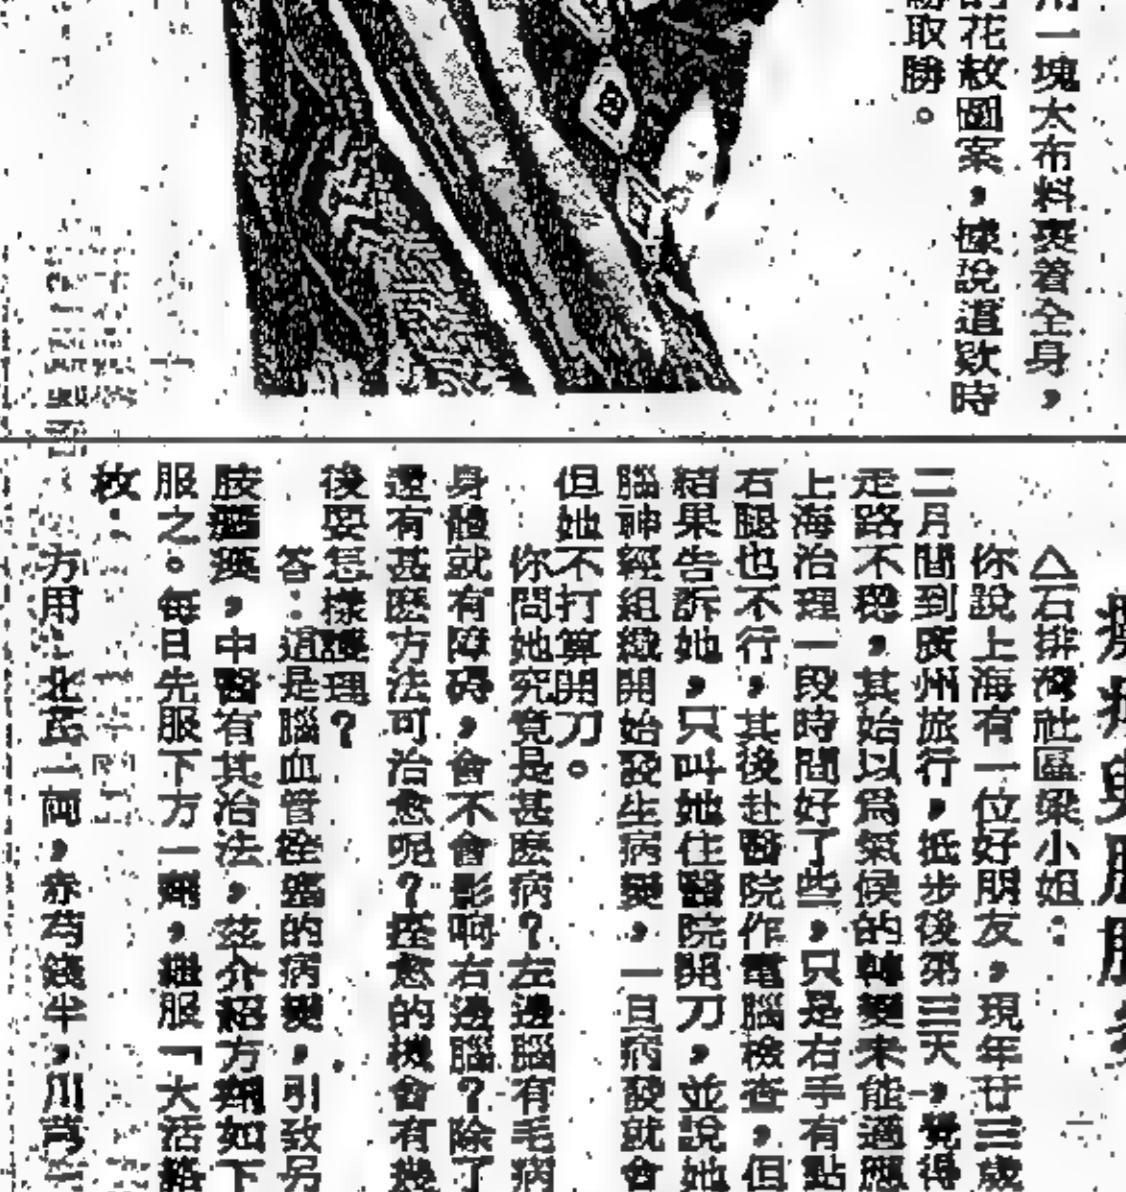 用一塊大布料裹着全身，
的花紋圖案，據說這欵時
取勝。
△石排灣社區梁小姐：
你說上海有一位好朋友，現年廿三歲
二月間到廣州旅行，抵步後第三天，覺得
走路不穩，其始以爲氣候的轉變未能適應
上海治理一段時間好了些，只是右手有點
右腿也不行，其後赴醫院作電腦檢查，但
結果告訴她，只叫她住醫院開刀，並說她
腦神經組織開始發生病變，一旦病發就會
但她不打算開刀。
你問她究竟是甚麽病？左邊腦有毛病
身體就有障碍，會不會影响右邊腦？除了
還有甚麽方法可治愈呢？痊愈的機會有幾
後要怎樣護理？
答：這是腦血管栓塞的病變，引致另
肢癱瘓，中醫有其治法，茲介紹方劑如下
服之。每日先服下方一劑，繼服「大活絡
枚：
方用：北芪一両，赤芍錢半，川芎二